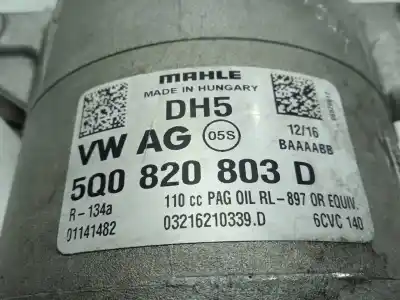 MAHLE
MADE IN HUNGARY
DH5
VW AG 05S
12/16
BAAAABB
5Q0 820 803 D
R-134a 110 cc PAG OIL RL-897 OR EQUIV.
01141482 03216210339.D 6CVC 140